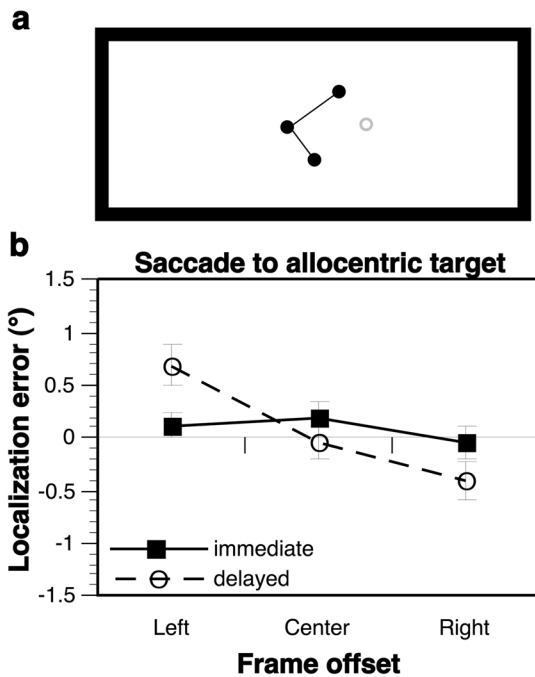 a
b
Saccade to allocentric target
Localization error (°)
1.5
1
0.5
0
-0.5
-1
-1.5
immediate
delayed
Left Center Right
Frame offset